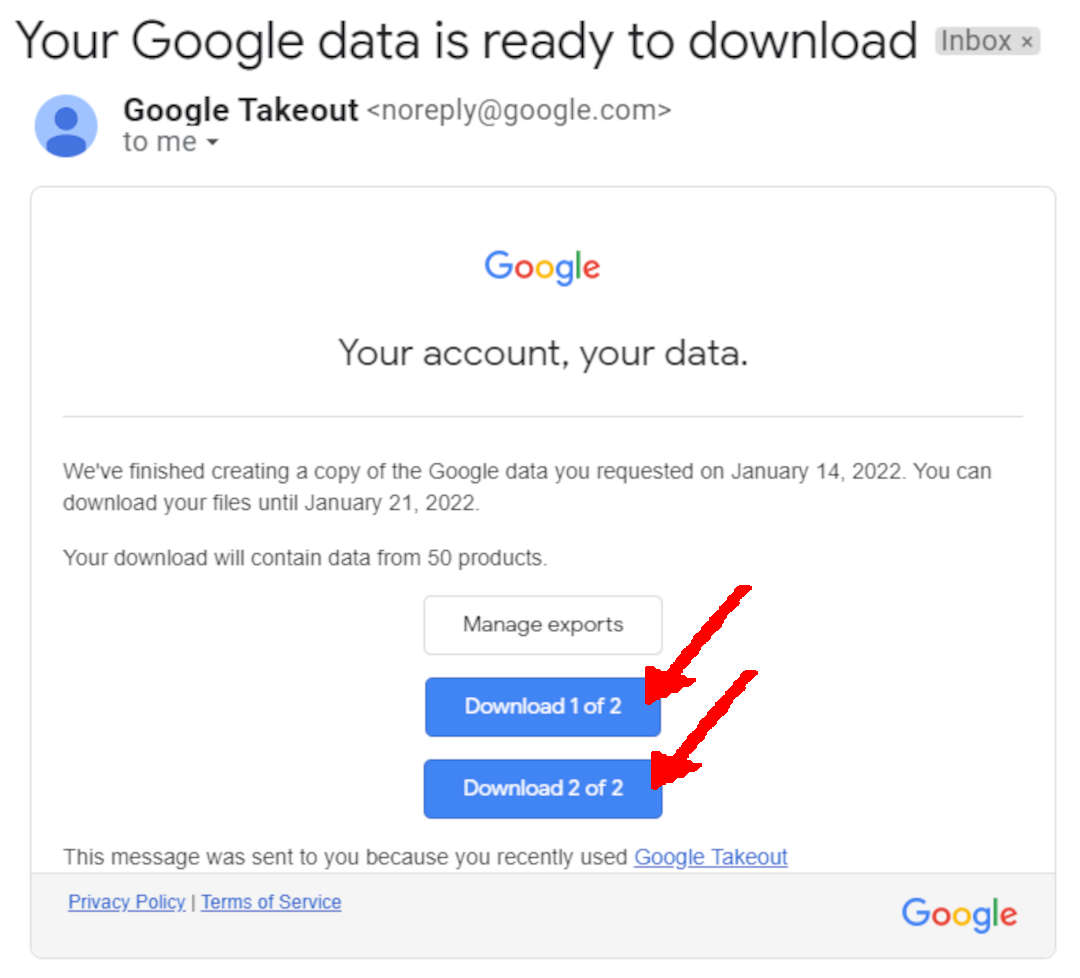 Your Google data is ready to download Inbox ×
Google Takeout <noreply@google.com>
to me
Google
Your account, your data.
We've finished creating a copy of the Google data you requested on January 14, 2022. You can
download your files until January 21, 2022.
Your download will contain data from 50 products.
Manage exports
Download 1 of 2
Download 2 of 2
This message was sent to you because you recently used Google Takeout
Privacy Policy | Terms of Service
Google